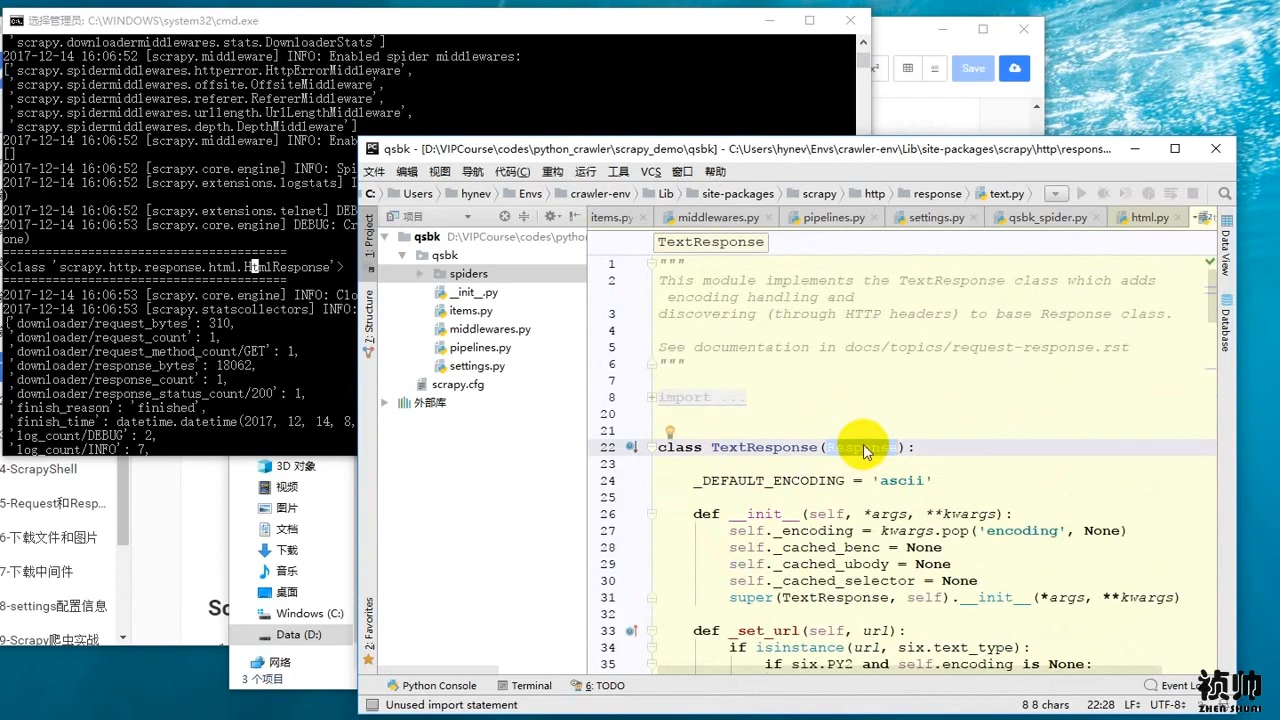 选择管理员: C:\WINDOWS\system32\cmd.exe
'scrapy.downloadermiddlewares.stats.DownloaderStats']
2017-12-14 16:06:52 [scrapy.middleware] INFO: Enabled spider middlewares:
['scrapy.spidermiddlewares.httperror.HttpErrorMiddleware',
'scrapy.spidermiddlewares.offsite.OffsiteMiddleware',
'scrapy.spidermiddlewares.referer.RefererMiddleware',
'scrapy.spidermiddlewares.urllength.UrlLengthMiddleware',
'scrapy.spidermiddlewares.depth.DepthMiddleware']
2017-12-14 16:06:52 [scrapy.middleware] INFO: Enab
[]
2017-12-14 16:06:52 [scrapy.core.engine] INFO: Spi
2017-12-14 16:06:52 [scrapy.extensions.logstats] I
2017-12-14 16:06:52 [scrapy.extensions.telnet] DEB
2017-12-14 16:06:52 [scrapy.core.engine] DEBUG: Cr
one)
========================================
<class 'scrapy.http.response.html.HtmlResponse'>
========================================
2017-12-14 16:06:53 [scrapy.core.engine] INFO: Clo
2017-12-14 16:06:53 [scrapy.statscollectors] INFO:
{'downloader/request_bytes': 310,
'downloader/request_count': 1,
'downloader/request_method_count/GET': 1,
'downloader/response_bytes': 18062,
'downloader/response_count': 1,
'downloader/response_status_count/200': 1,
'finish_reason': 'finished',
'finish_time': datetime.datetime(2017, 12, 14, 8,
'log_count/DEBUG': 2,
'log_count/INFO': 7,
Save
4-ScrapyShell
5-Request和Resp...
6-下载文件和图片
7-下载中间件
8-settings配置信息
9-Scrapy爬虫实战
3D 对象
视频
图片
文档
下载
音乐
桌面
Windows (C:)
Data (D:)
网络
3 个项目
qsbk - [D:\VIPCourse\codes\python_crawler\scrapy_demo\qsbk] - C:\Users\hynev\Envs\crawler-env\Lib\site-packages\scrapy\http\respons...
文件 编辑 视图 导航 代码(C) 重构 运行 工具 VCS 窗口 帮助
C: Users hynev Envs crawler-env Lib site-packages scrapy http response text.py
项目
items.py middlewares.py pipelines.py settings.py qsbk_spider.py html.py
1: Project
7: Structure
2: Favorites
Data View
Database
qsbk D:\VIPCourse\codes\python
qsbk
spiders
__init__.py
items.py
middlewares.py
pipelines.py
settings.py
scrapy.cfg
外部库
TextResponse
1 """
2 This module implements the TextResponse class which adds
encoding handling and
3 discovering (through HTTP headers) to base Response class.
4
5 See documentation in docs/topics/request-response.rst
6 """
7
8 import ...
20
21
22 class TextResponse(Response):
23
24 _DEFAULT_ENCODING = 'ascii'
25
26 def __init__(self, *args, **kwargs):
27 self._encoding = kwargs.pop('encoding', None)
28 self._cached_benc = None
29 self._cached_ubody = None
30 self._cached_selector = None
31 super(TextResponse, self).__init__(*args, **kwargs)
32
33 def _set_url(self, url):
34 if isinstance(url, six.text_type):
35 if six.PY2 and self.encoding is None:
Python Console Terminal 6: TODO
Unused import statement 8 8 chars 22:28 LF÷ UTF-8÷
祯帅
ZHEN SHUAI